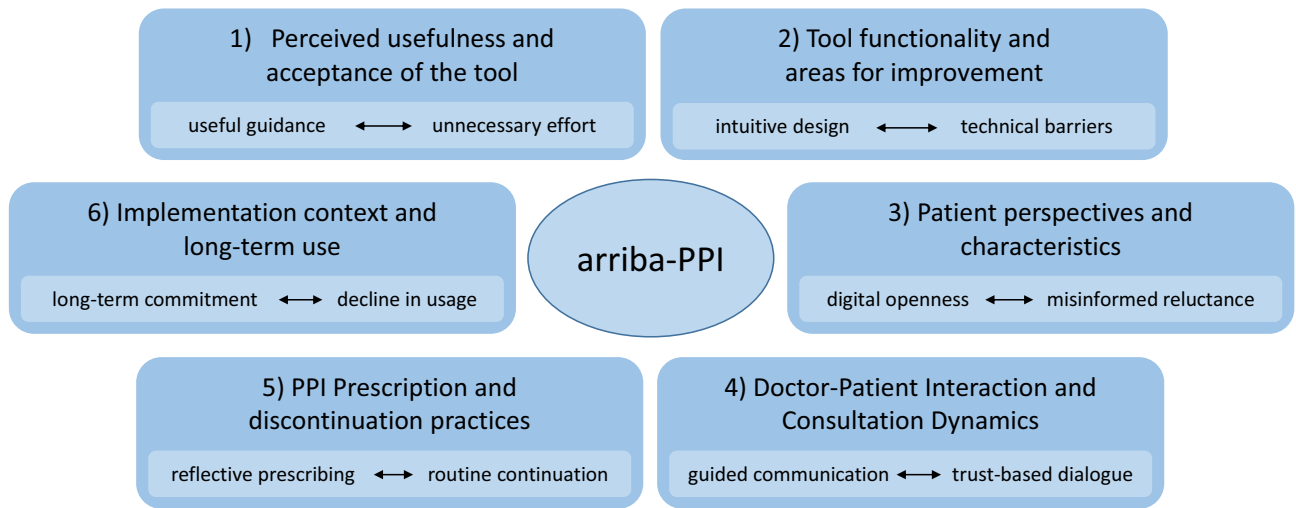 1) Perceived usefulness and
acceptance of the tool
useful guidance ↔ unnecessary effort
2) Tool functionality and
areas for improvement
intuitive design ↔ technical barriers
6) Implementation context and
long-term use
long-term commitment ↔ decline in usage
arriba-PPI
3) Patient perspectives and
characteristics
digital openness ↔ misinformed reluctance
5) PPI Prescription and
discontinuation practices
reflective prescribing ↔ routine continuation
4) Doctor-Patient Interaction and
Consultation Dynamics
guided communication ↔ trust-based dialogue